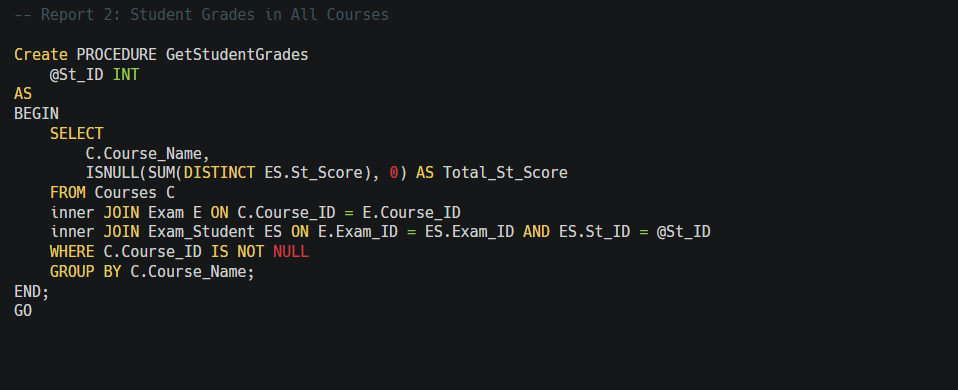 -- Report 2: Student Grades in All Courses
Create PROCEDURE GetStudentGrades
    @St_ID INT
AS
BEGIN
    SELECT
        C.Course_Name,
        ISNULL(SUM(DISTINCT ES.St_Score), 0) AS Total_St_Score
    FROM Courses C
    inner JOIN Exam E ON C.Course_ID = E.Course_ID
    inner JOIN Exam_Student ES ON E.Exam_ID = ES.Exam_ID AND ES.St_ID = @St_ID
    WHERE C.Course_ID IS NOT NULL
    GROUP BY C.Course_Name;
END;
GO